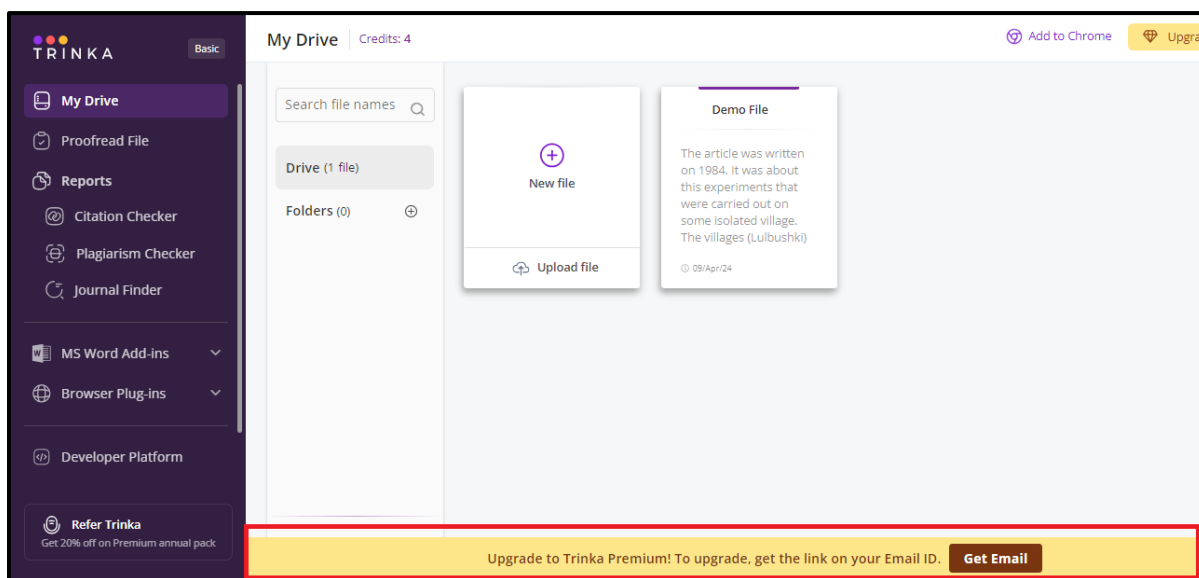 TRINKA
Basic
My Drive
Proofread File
Reports
Citation Checker
Plagiarism Checker
Journal Finder
MS Word Add-ins
Browser Plug-ins
Developer Platform
Refer Trinka
Get 20% off on Premium annual pack
My Drive
Credits: 4
Add to Chrome
Upgra
Search file names
Drive (1 file)
Folders (0)
New file
Upload file
Demo File
The article was written
on 1984. It was about
this experiments that
were carried out on
some isolated village.
The villages (Lulbushki)
09/Apr/24
Upgrade to Trinka Premium! To upgrade, get the link on your Email ID.
Get Email